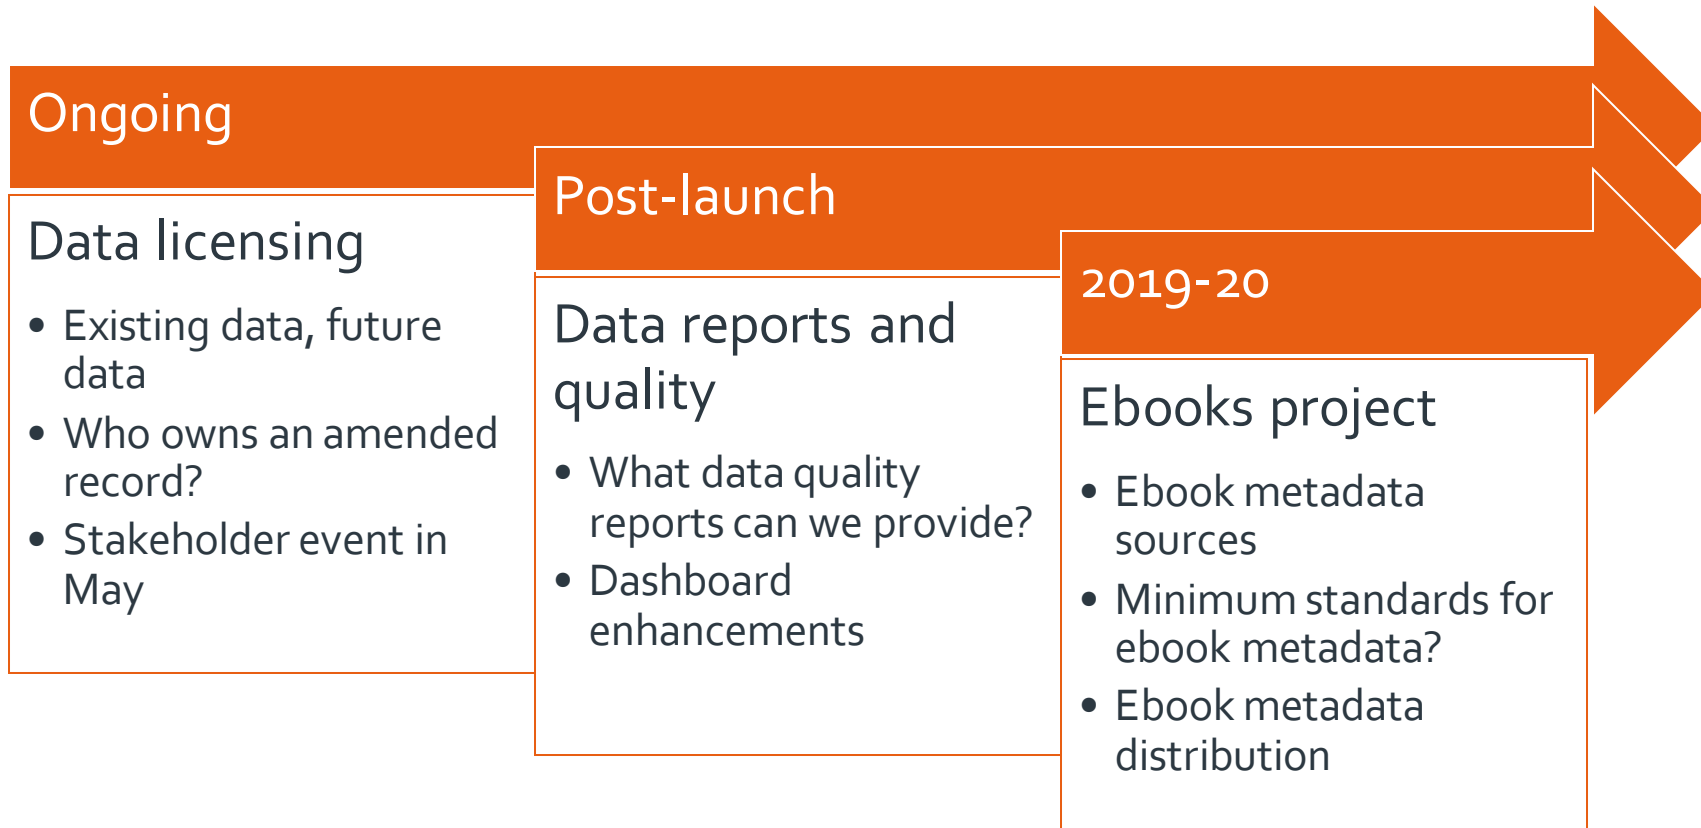 Ongoing
Data licensing
• Existing data, future
data
• Who owns an amended
record?
• Stakeholder event in
May
Post-launch
Data reports and
quality
• What data quality
reports can we provide?
• Dashboard
enhancements
2019-20
Ebooks project
• Ebook metadata
sources
• Minimum standards for
ebook metadata?
• Ebook metadata
distribution